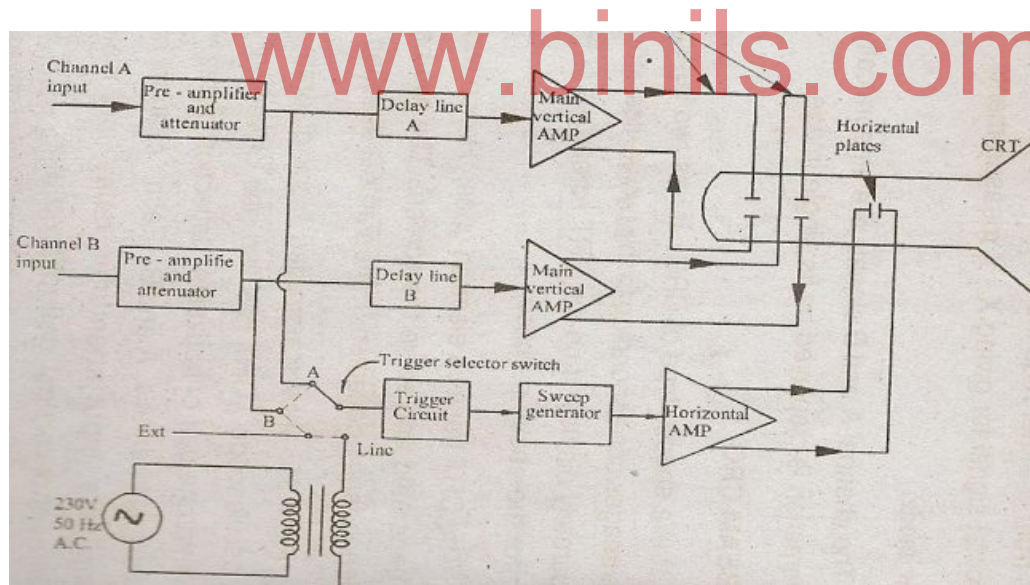 www.binils.com
Channel A
input
Pre - amplifier
and
attenuator
Delay line
A
Main
vertical
AMP
Horizental
plates
CRT
Channel B
input
Pre - amplifie
and
attenuator
Delay line
B
Main
vertical
AMP
Trigger selector switch
A
B
Ext
Line
Trigger
Circuit
Sweep
generator
Horizontal
AMP
230V
50 Hz
A.C.